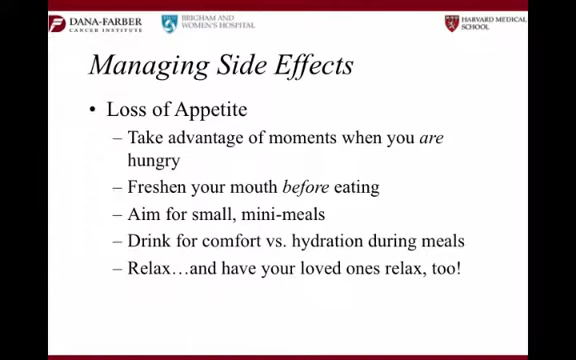 DANA-FARBER
CANCER INSTITUTE
BRIGHAM AND
WOMEN'S HOSPITAL
HARVARD MEDICAL
SCHOOL
Managing Side Effects
• Loss of Appetite
– Take advantage of moments when you are
hungry
– Freshen your mouth before eating
– Aim for small, mini-meals
– Drink for comfort vs. hydration during meals
– Relax…and have your loved ones relax, too!